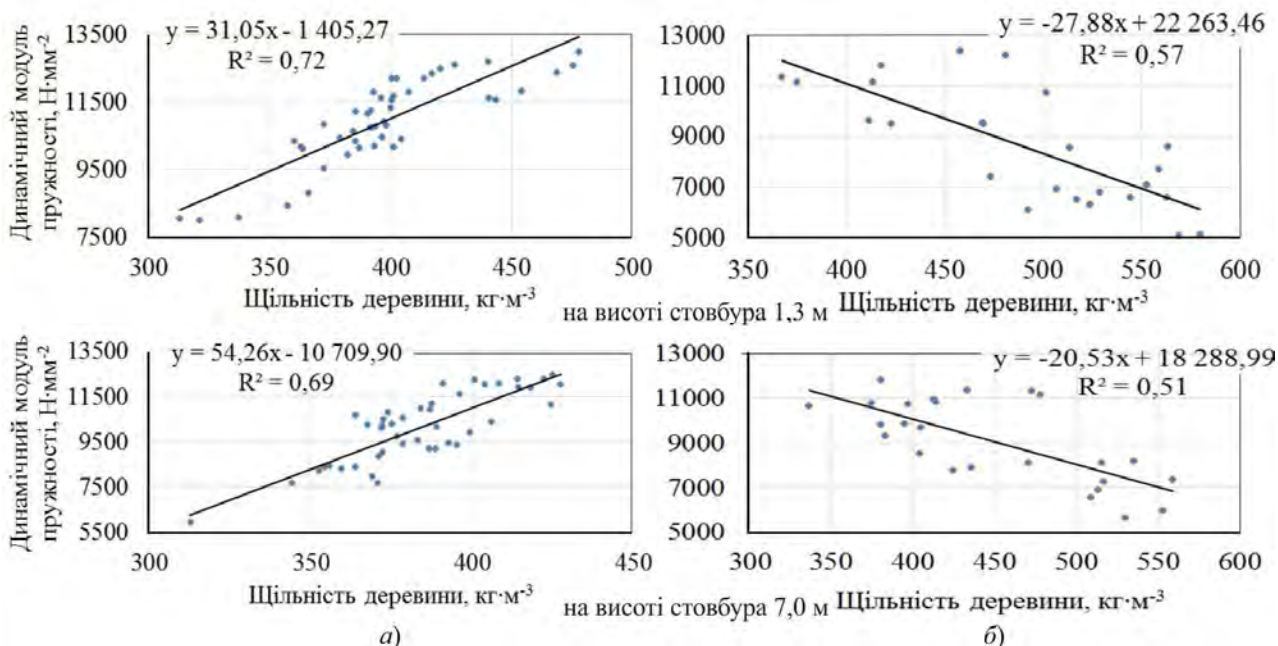 Динамічний модуль
пружності, Н·мм⁻²
y = 31,05x - 1 405,27
R² = 0,72
13500
11500
9500
7500
300 350 400 450 500
Щільність деревини, кг·м⁻³
y = -27,88x + 22 263,46
R² = 0,57
13000
11000
9000
7000
5000
350 400 450 500 550 600
Щільність деревини, кг·м⁻³
на висоті стовбура 1,3 м
Динамічний модуль
пружності, Н·мм⁻²
y = 54,26x - 10 709,90
R² = 0,69
13500
11500
9500
7500
5500
300 350 400 450
Щільність деревини, кг·м⁻³
y = -20,53x + 18 288,99
R² = 0,51
13000
11000
9000
7000
5000
300 350 400 450 500 550 600
Щільність деревини, кг·м⁻³
на висоті стовбура 7,0 м
а) б)